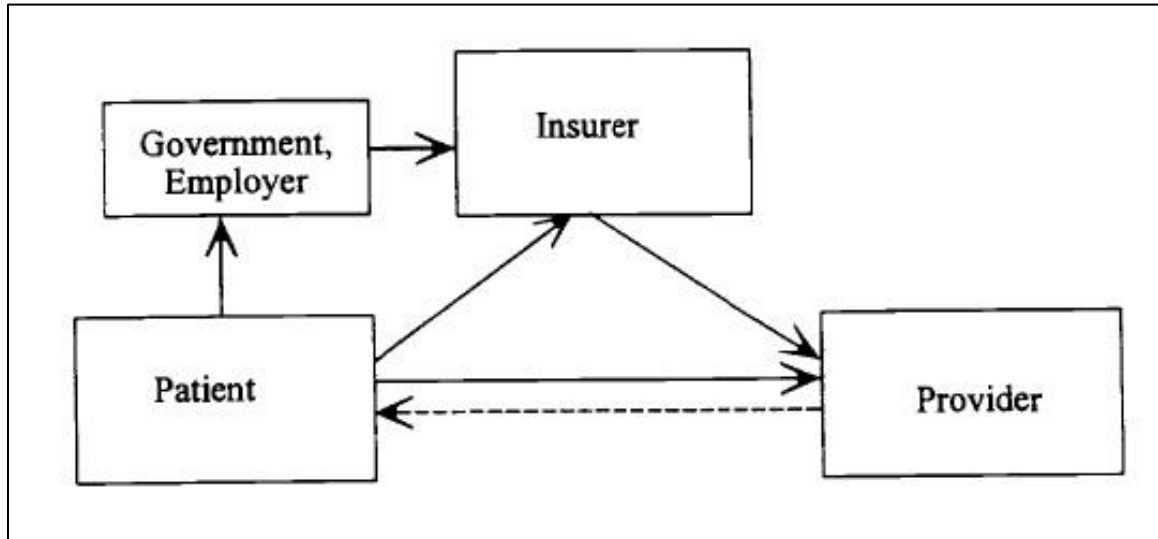 Government,
Employer
Insurer
Patient
Provider